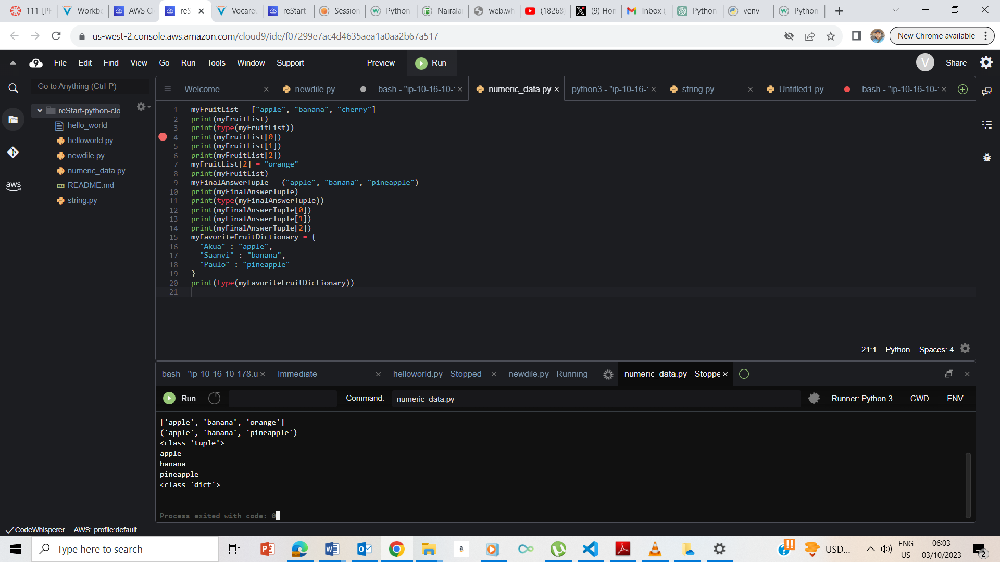 111-[PF
Workbe
AWS Cl
reS
Vocareu
reStart-
Session
Python
Nairala
web.wh
(18268
(9) Hom
Inbox (
Python
venv —
Python
us-west-2.console.aws.amazon.com/cloud9/ide/f07299e7ac4d4635aea1a0aa2b67a517
New Chrome available
9 File Edit Find View Go Run Tools Window Support Preview Run V Share
Go to Anything (Ctrl-P)
Welcome newdile.py bash - "ip-10-16-10- numeric_data.py python3 - "ip-10-16- string.py Untitled1.py bash - "ip-10-16-10-
reStart-python-clo
hello_world
helloworld.py
newdile.py
numeric_data.py
README.md
string.py
aws
1 myFruitList = ["apple", "banana", "cherry"]
2 print(myFruitList)
3 print(type(myFruitList))
4 print(myFruitList[0])
5 print(myFruitList[1])
6 print(myFruitList[2])
7 myFruitList[2] = "orange"
8 print(myFruitList)
9 myFinalAnswerTuple = ("apple", "banana", "pineapple")
10 print(myFinalAnswerTuple)
11 print(type(myFinalAnswerTuple))
12 print(myFinalAnswerTuple[0])
13 print(myFinalAnswerTuple[1])
14 print(myFinalAnswerTuple[2])
15 myFavoriteFruitDictionary = {
16 "Akua" : "apple",
17 "Saanvi" : "banana",
18 "Paulo" : "pineapple"
19 }
20 print(type(myFavoriteFruitDictionary))
21
21:1 Python Spaces: 4
bash - "ip-10-16-10-178.u Immediate helloworld.py - Stopped newdile.py - Running numeric_data.py - Stoppe
Run Command: numeric_data.py Runner: Python 3 CWD ENV
['apple', 'banana', 'orange']
('apple', 'banana', 'pineapple')
<class 'tuple'>
apple
banana
pineapple
<class 'dict'>
Process exited with code: 0
CodeWhisperer AWS: profile:default
Type here to search
USD...
ENG
US
06:03
03/10/2023
2